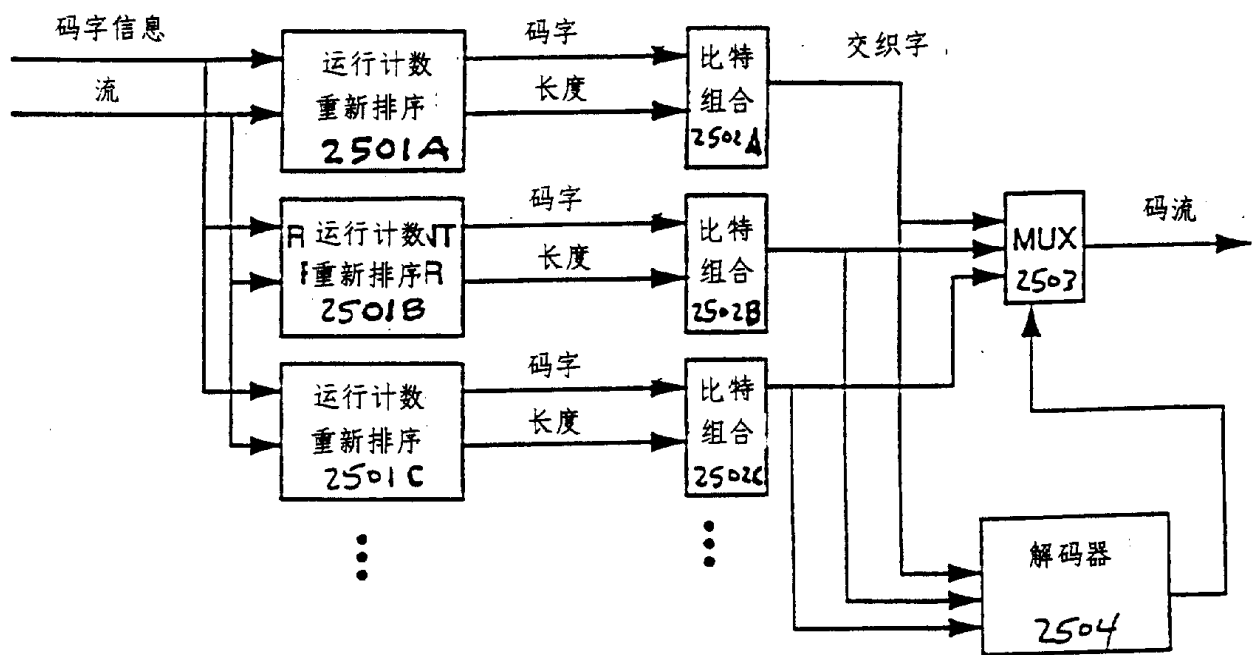 码字信息
流
运行计数
重新排序
2501A
码字
长度
比特
组合
2502A
交织字
R 运行计数JT
重新排序R
2501B
码字
长度
比特
组合
2502B
MUX
2503
码流
运行计数
重新排序
2501C
码字
长度
比特
组合
2502C
解码器
2504